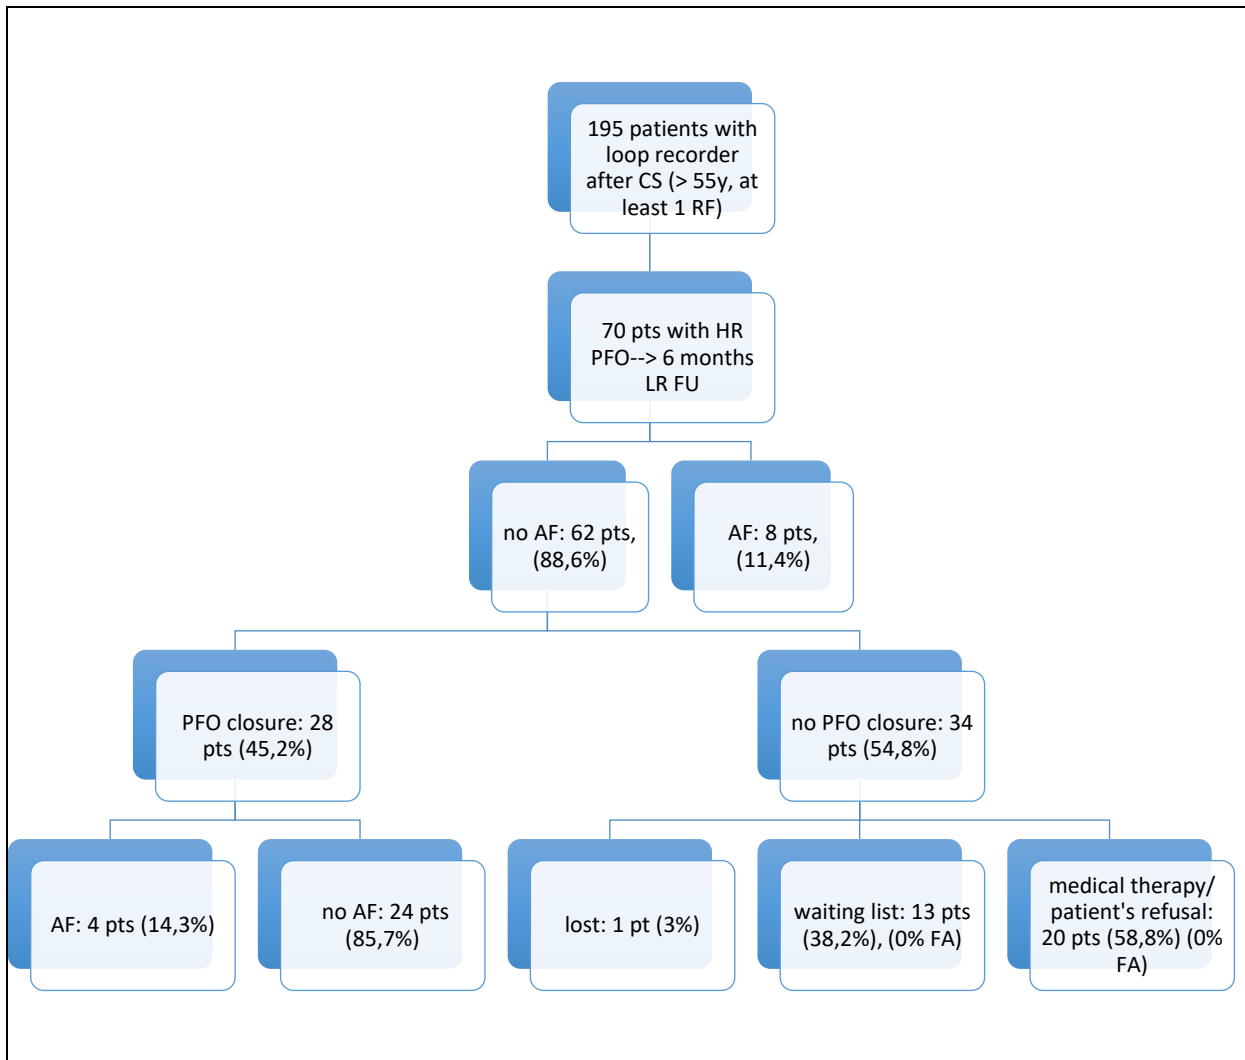 195 patients with
loop recorder
after CS (> 55y, at
least 1 RF)
70 pts with HR
PFO--> 6 months
LR FU
no AF: 62 pts,
(88,6%)
AF: 8 pts,
(11,4%)
PFO closure: 28
pts (45,2%)
no PFO closure: 34
pts (54,8%)
AF: 4 pts (14,3%)
no AF: 24 pts
(85,7%)
lost: 1 pt (3%)
waiting list: 13 pts
(38,2%), (0% FA)
medical therapy/
patient's refusal:
20 pts (58,8%) (0%
FA)